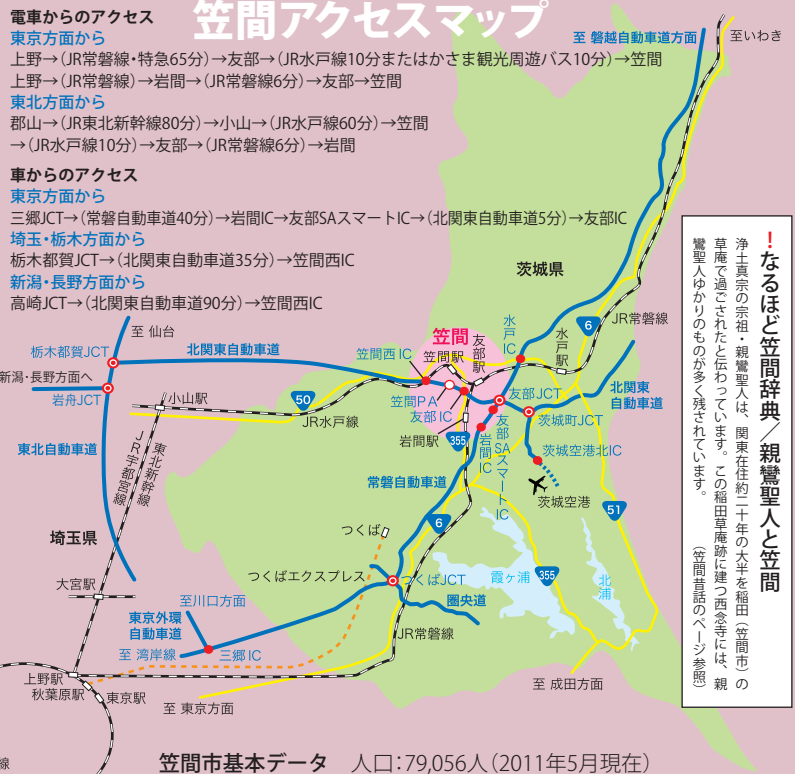 笠間アクセスマップ
電車からのアクセス
東京方面から
上野→(JR常磐線・特急65分)→友部→(JR水戸線10分またはかさま観光周遊バス10分)→笠間
上野→(JR常磐線)→岩間→(JR常磐線6分)→友部→笠間
東北方面から
郡山→(JR東北新幹線80分)→小山→(JR水戸線60分)→笠間
→(JR水戸線10分)→友部→(JR常磐線6分)→岩間
車からのアクセス
東京方面から
三郷JCT→(常磐自動車道40分)→岩間IC→友部SAスマートIC→(北関東自動車道5分)→友部IC
埼玉・栃木方面から
栃木都賀JCT→(北関東自動車道35分)→笠間西IC
新潟・長野方面から
高崎JCT→(北関東自動車道90分)→笠間西IC
至 磐越自動車道方面
至いわき
茨城県
水戸IC
6
JR常磐線
水戸駅
至 仙台
栃木都賀JCT
北関東自動車道
笠間
友部駅
笠間西IC
笠間駅
新潟・長野方面へ
岩舟JCT
小山駅
50
JR水戸線
笠間PA
友部IC
友部JCT
北関東
自動車道
茨城町JCT
岩間駅
355
岩間IC
友部SAスマートIC
茨城空港北IC
茨城空港
東北自動車道
東北新幹線
JR宇都宮線
常磐自動車道
6
51
埼玉県
つくば
つくばエクスプレス
つくばJCT
霞ヶ浦
355
北浦
大宮駅
至川口方面
圏央道
東京外環
自動車道
JR常磐線
至 湾岸線
三郷IC
上野駅
秋葉原駅
東京駅
至 東京方面
至 成田方面
線
!なるほど笠間辞典／親鸞聖人と笠間
浄土真宗の宗祖・親鸞聖人は、関東在住約二十年の大半を稲田(笠間市)の
草庵で過ごされたと伝わっています。この稲田草庵跡に建つ西念寺には、親
鸞聖人ゆかりのものが多く残されています。 (笠間昔話のページ参照)
笠間市基本データ 人口:79,056人(2011年5月現在)